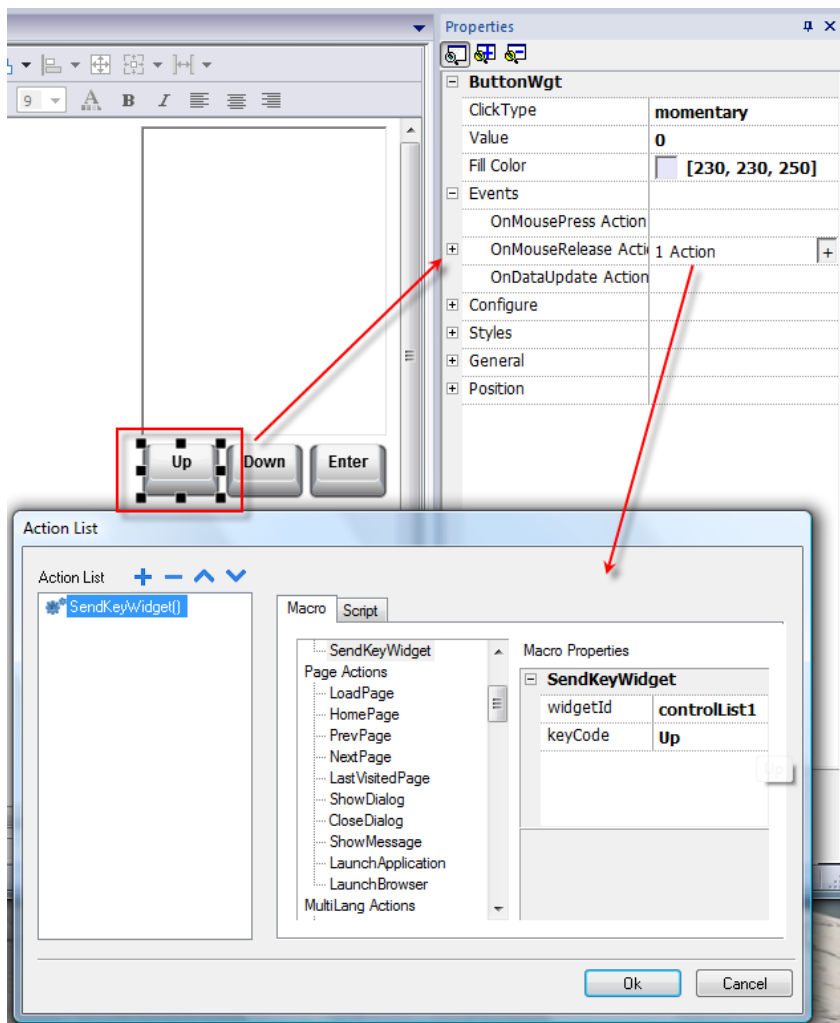 Properties
9 A B I
ButtonWgt
ClickType momentary
Value 0
Fill Color [230, 230, 250]
Events
OnMousePress Action
OnMouseRelease Acti 1 Action +
OnDataUpdate Action
Configure
Styles
General
Position
Up Down Enter
Action List
Action List
SendKeyWidget()
Macro Script
SendKeyWidget
Page Actions
LoadPage
HomePage
PrevPage
NextPage
LastVisitedPage
ShowDialog
CloseDialog
ShowMessage
LaunchApplication
LaunchBrowser
MultiLang Actions
Macro Properties
SendKeyWidget
widgetId controlList1
keyCode Up
Up
Ok Cancel